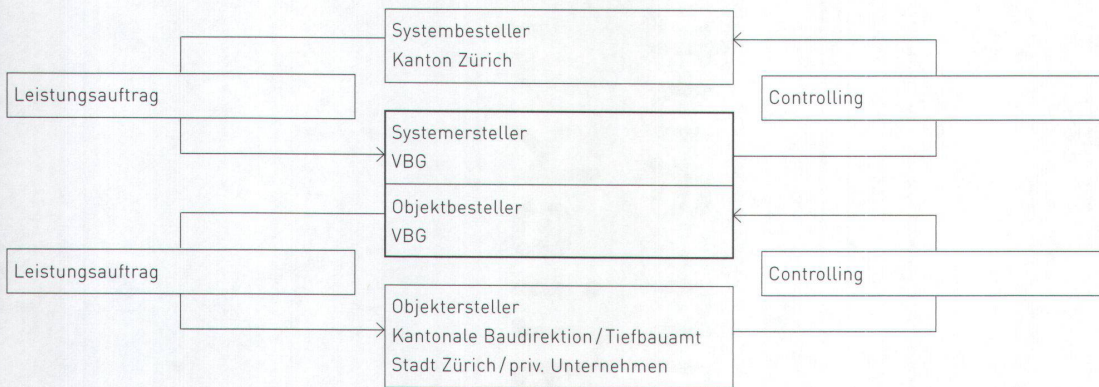 Systembesteller
Kanton Zürich
Leistungsauftrag
Controlling
Systemersteller
VBG
Objektbesteller
VBG
Leistungsauftrag
Controlling
Objektersteller
Kantonale Baudirektion / Tiefbauamt
Stadt Zürich / priv. Unternehmen